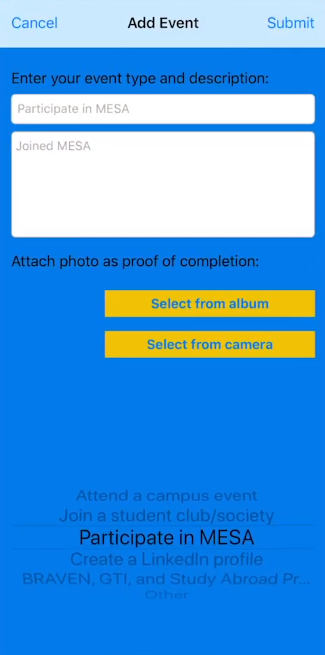 Cancel Add Event Submit
Enter your event type and description:
Participate in MESA
Joined MESA
Attach photo as proof of completion:
Select from album
Select from camera
Attend a campus event
Join a student club/society
Participate in MESA
Create a LinkedIn profile
BRAVEN, GTI, and Study Abroad Pr...
Other